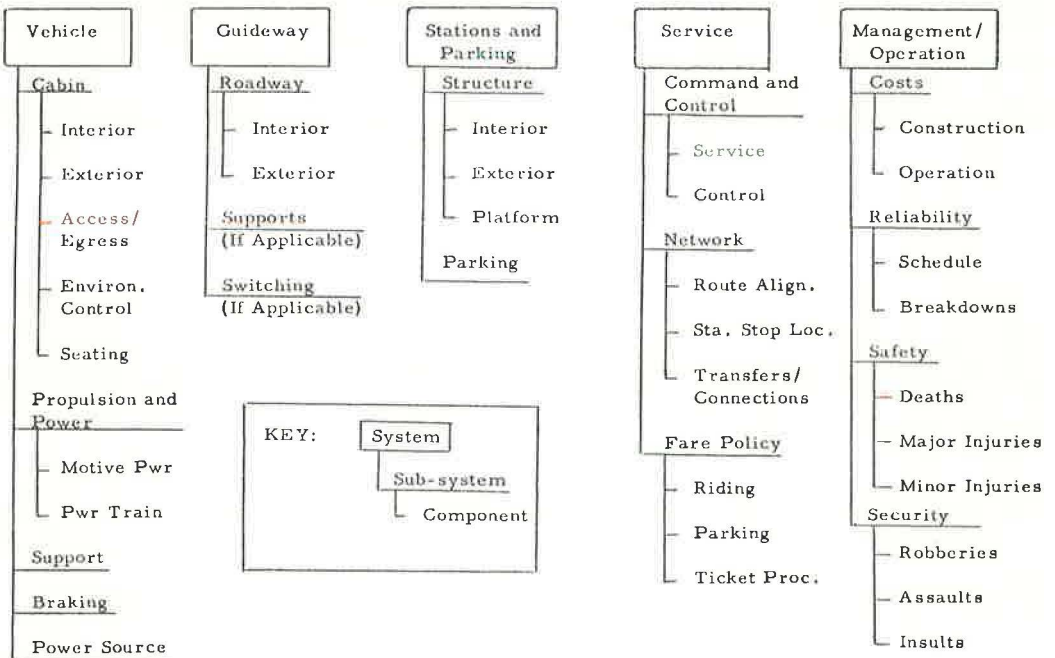 Vehicle
Cabin
Interior
Exterior
Access/
Egress
Environ.
Control
Seating
Propulsion and
Power
Motive Pwr
Pwr Train
Support
Braking
Power Source
Guideway
Roadway
Interior
Exterior
Supports
(If Applicable)
Switching
(If Applicable)
Stations and
Parking
Structure
Interior
Exterior
Platform
Parking
Service
Command and
Control
Service
Control
Network
Route Align.
Sta. Stop Loc.
Transfers/
Connections
Fare Policy
Riding
Parking
Ticket Proc.
Management/
Operation
Costs
Construction
Operation
Reliability
Schedule
Breakdowns
Safety
Deaths
Major Injuries
Minor Injuries
Security
Robberies
Assaults
Insults
KEY:
System
Sub-system
Component